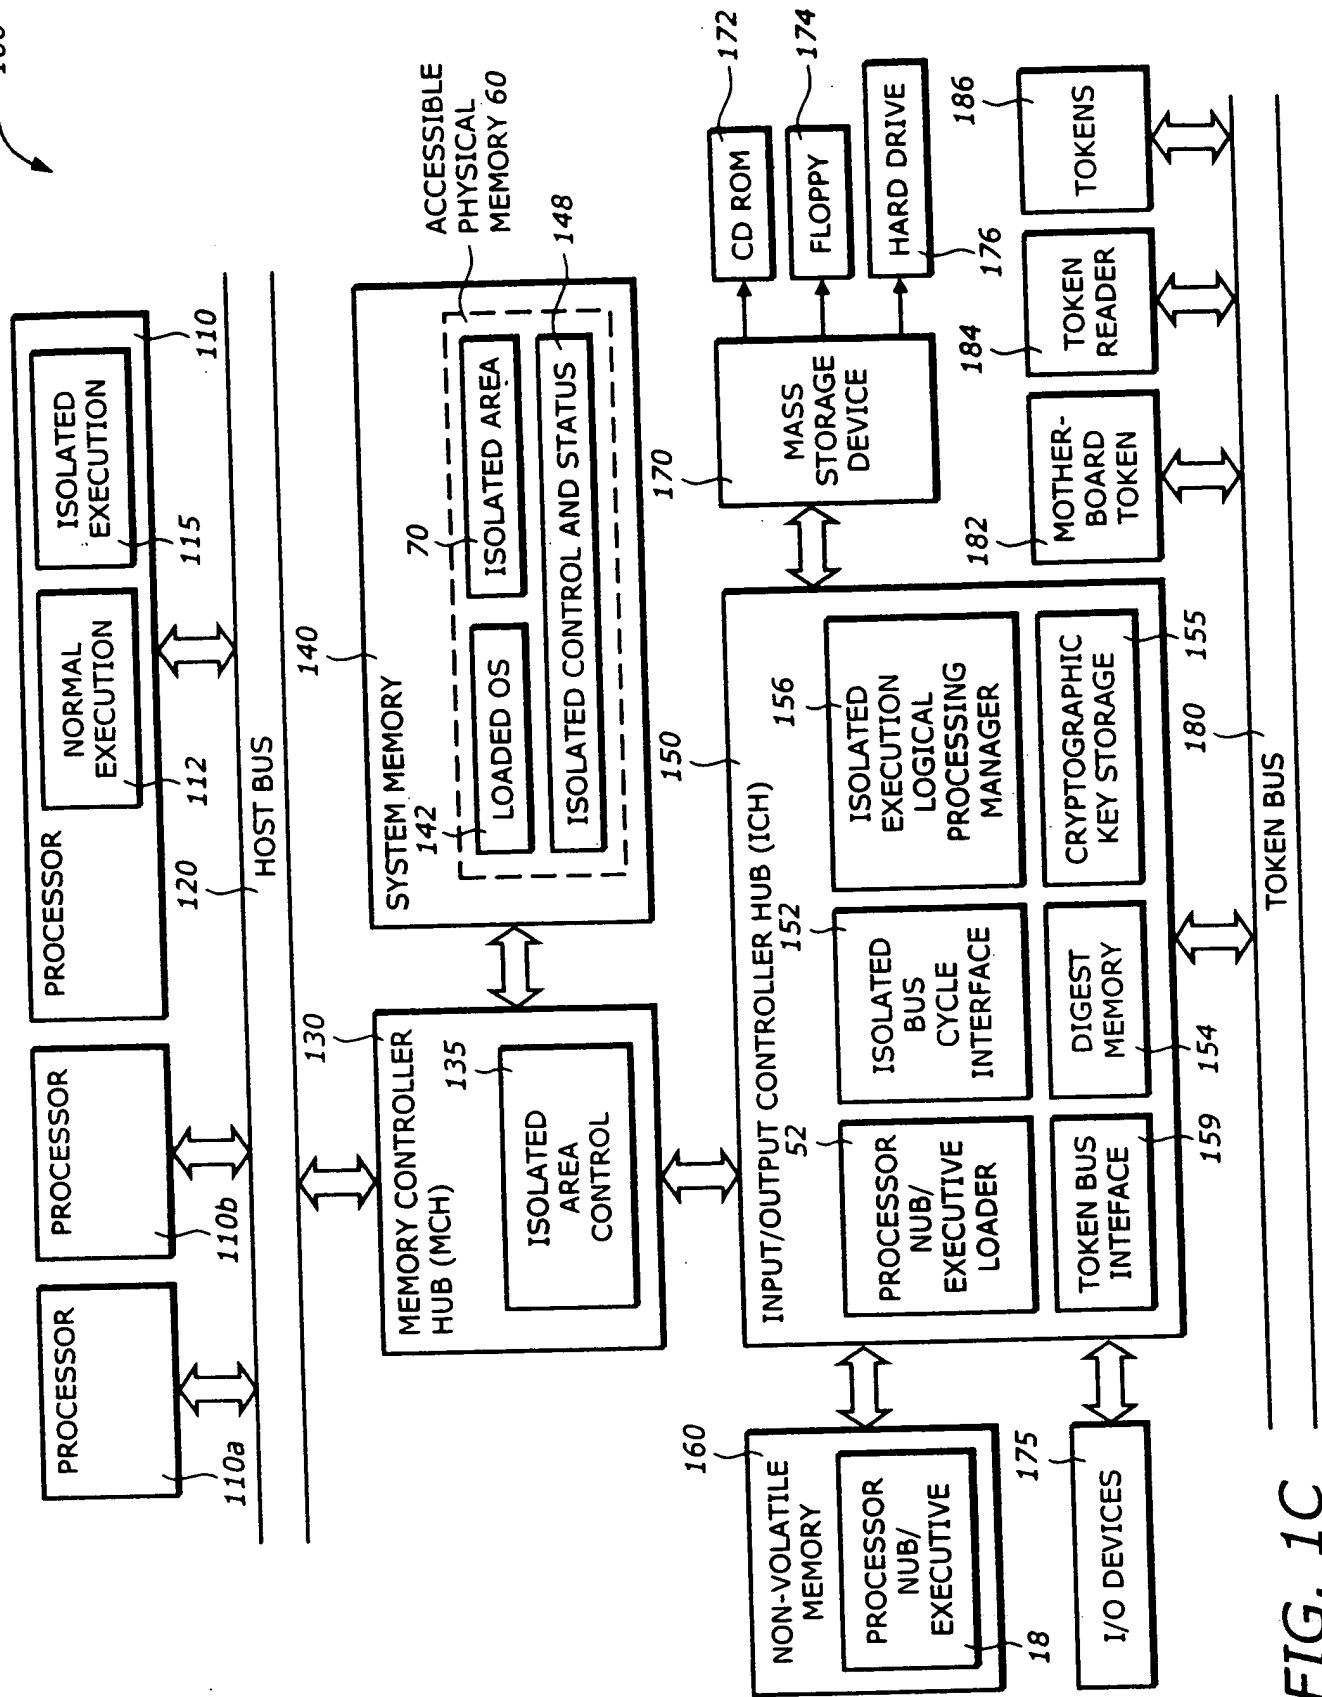 100
PROCESSOR
110a
PROCESSOR
110b
PROCESSOR
NORMAL
EXECUTION
112
ISOLATED
EXECUTION
115
110
120
HOST BUS
130
MEMORY CONTROLLER
HUB (MCH)
135
ISOLATED
AREA
CONTROL
140
SYSTEM MEMORY
142
LOADED OS
70
ISOLATED AREA
ISOLATED CONTROL AND STATUS
148
ACCESSIBLE
PHYSICAL
MEMORY 60
150
INPUT/OUTPUT CONTROLLER HUB (ICH)
52
PROCESSOR
NUB/
EXECUTIVE
LOADER
152
ISOLATED
BUS
CYCLE
INTERFACE
156
ISOLATED
EXECUTION
LOGICAL
PROCESSING
MANAGER
TOKEN BUS
INTEFACE
159
DIGEST
MEMORY
154
CRYPTOGRAPHIC
KEY STORAGE
155
160
NON-VOLATILE
MEMORY
PROCESSOR
NUB/
EXECUTIVE
18
175
I/O DEVICES
170
MASS
STORAGE
DEVICE
CD ROM
172
FLOPPY
174
HARD DRIVE
176
182
MOTHER-
BOARD
TOKEN
184
TOKEN
READER
186
TOKENS
180
TOKEN BUS
FIG. 1C